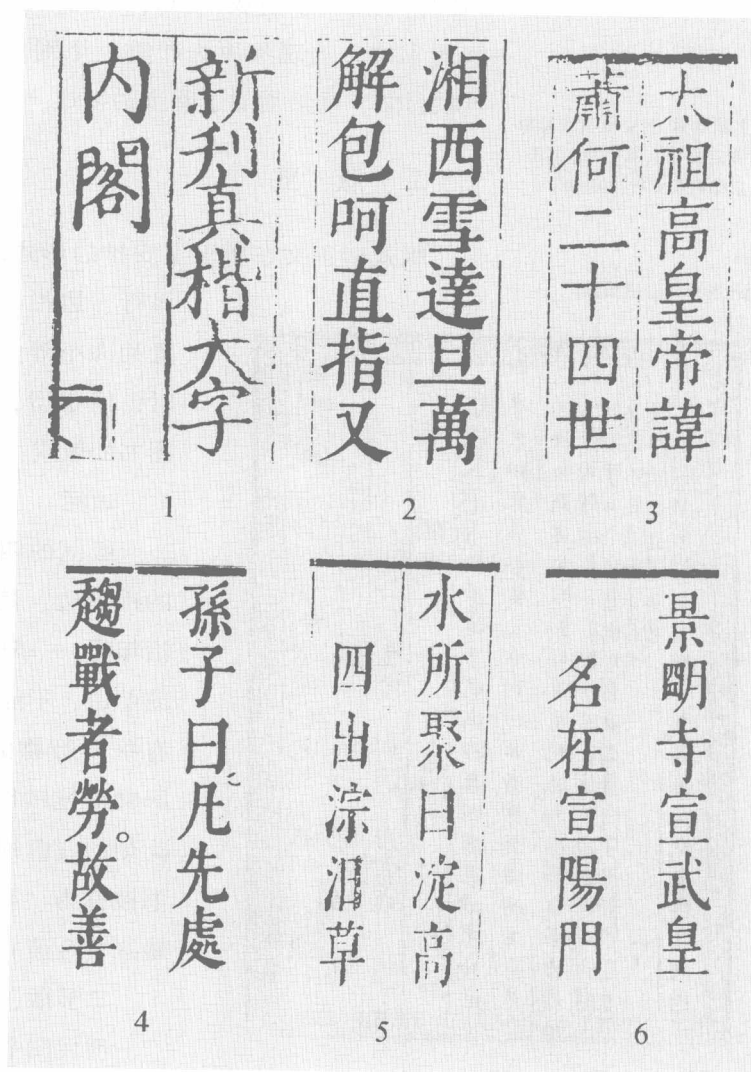 新刋真楷大字
内閣
1
湘西雪達旦萬
解包呵直指又
2
太祖高皇帝諱
蕭何二十四世
3
孫子曰凡先處
趨戰者勞。故善
4
水所聚曰淀高
四出淙泪草
5
景明寺宣武皇
名在宣陽門
6